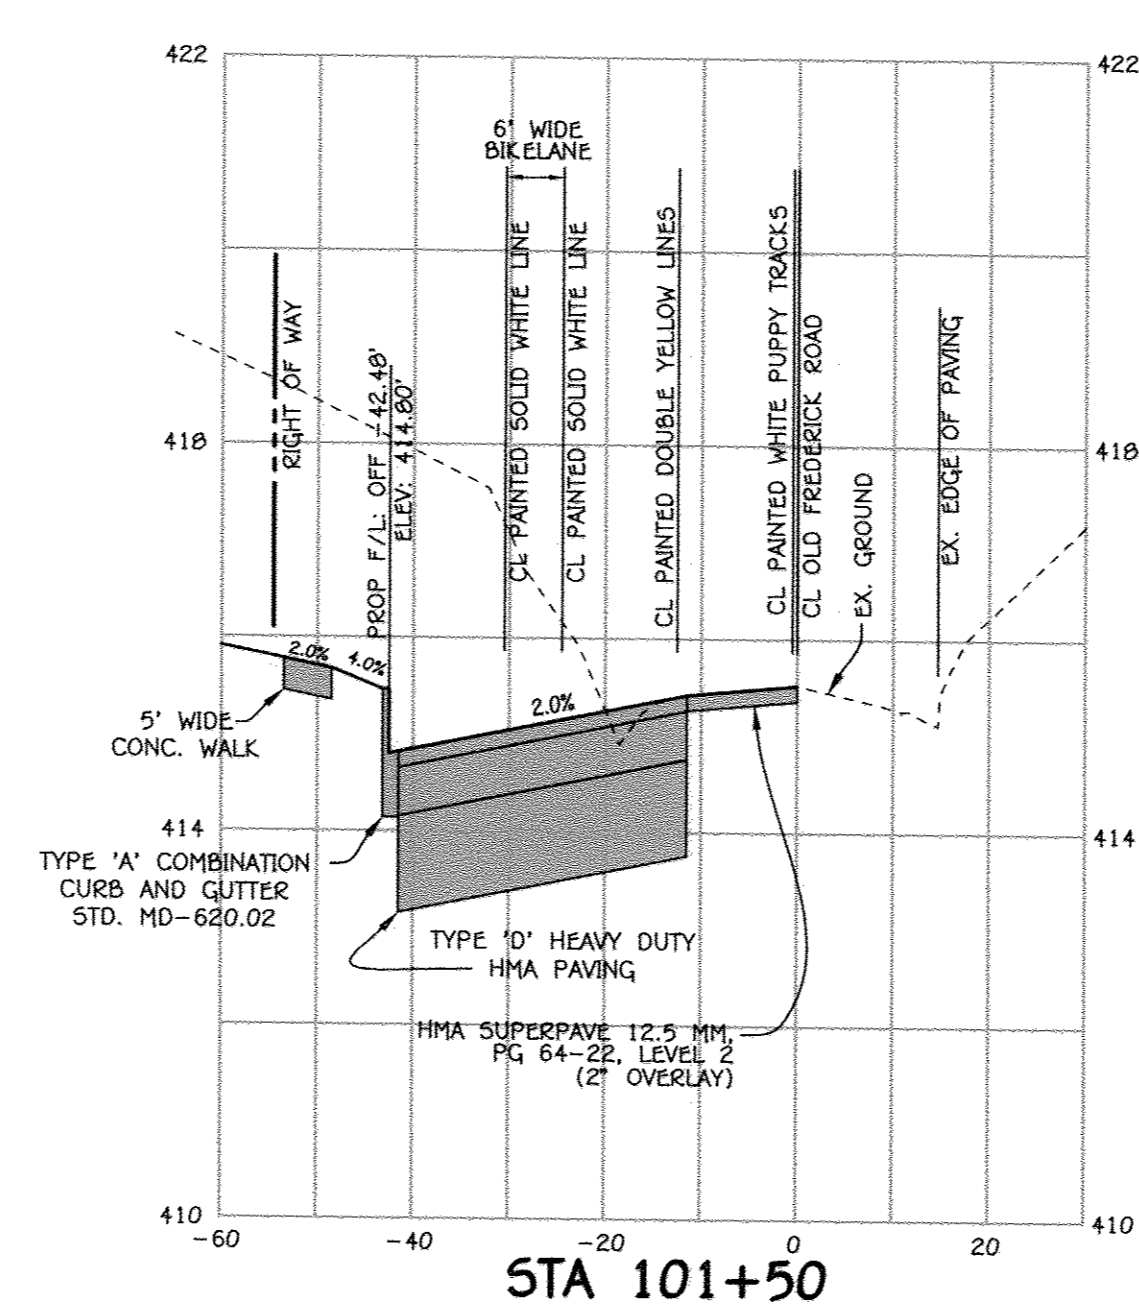 422
422
6' WIDE
BIKELANE
RIGHT OF WAY
PROP F/L: OFF -42.48'
ELEV: 414.80'
CL PAINTED SOLID WHITE LINE
CL PAINTED SOLID WHITE LINE
CL PAINTED DOUBLE YELLOW LINES
CL PAINTED WHITE PUPPY TRACKS
CL OLD FREDERICK ROAD
EX. GROUND
EX. EDGE OF PAVING
418
418
2.0%
4.0%
2.0%
5' WIDE
CONC. WALK
414
414
TYPE 'A' COMBINATION
CURB AND GUTTER
STD. MD-620.02
TYPE 'D' HEAVY DUTY
HMA PAVING
HMA SUPERPAVE 12.5 MM,
PG 64-22, LEVEL 2
(2" OVERLAY)
410
410
-60
-40
-20
0
20
STA 101+50